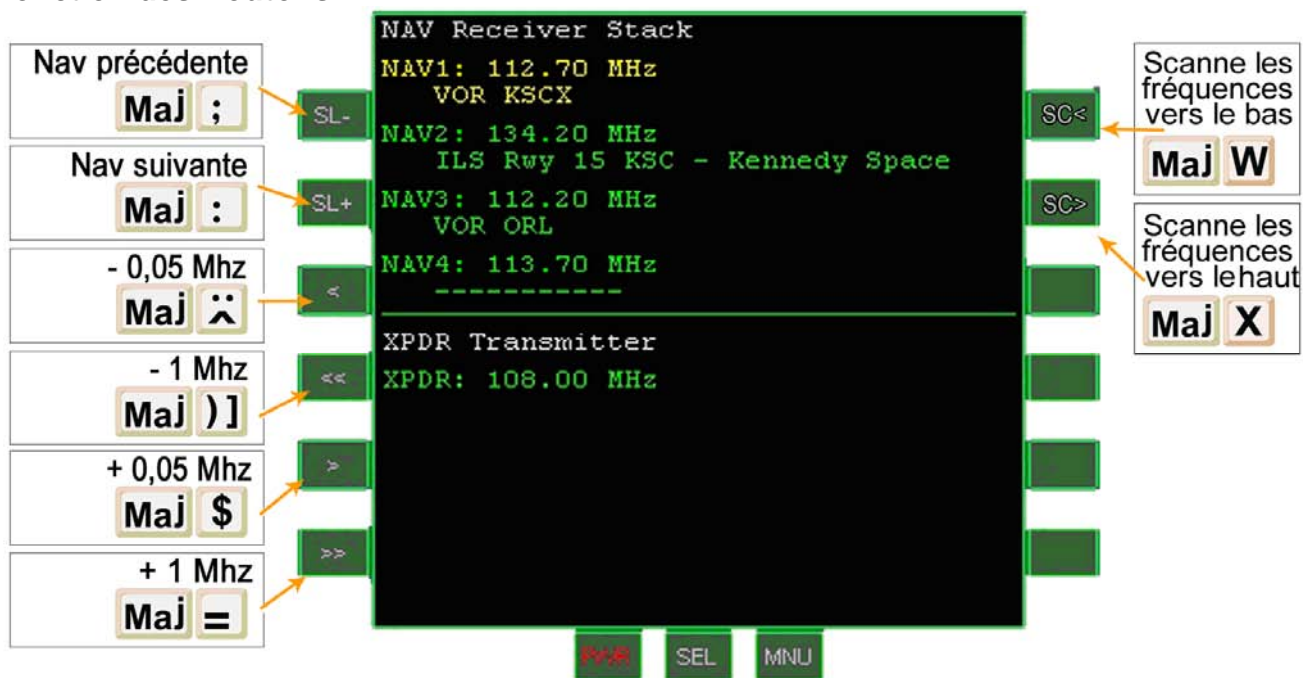 Nav précédente
Maj ;
Nav suivante
Maj :
- 0,05 Mhz
Maj ¨ ^
- 1 Mhz
Maj )]
+ 0,05 Mhz
Maj $
+ 1 Mhz
Maj =
SL-
SL+
<
<<
>
>>
NAV Receiver Stack
NAV1: 112.70 MHz
VOR KSCX
NAV2: 134.20 MHz
ILS Rwy 15 KSC - Kennedy Space
NAV3: 112.20 MHz
VOR ORL
NAV4: 113.70 MHz
-----------
XPDR Transmitter
XPDR: 108.00 MHz
PWR SEL MNU
SC<
SC>
Scanne les
fréquences
vers le bas
Maj W
Scanne les
fréquences
vers lehaut
Maj X